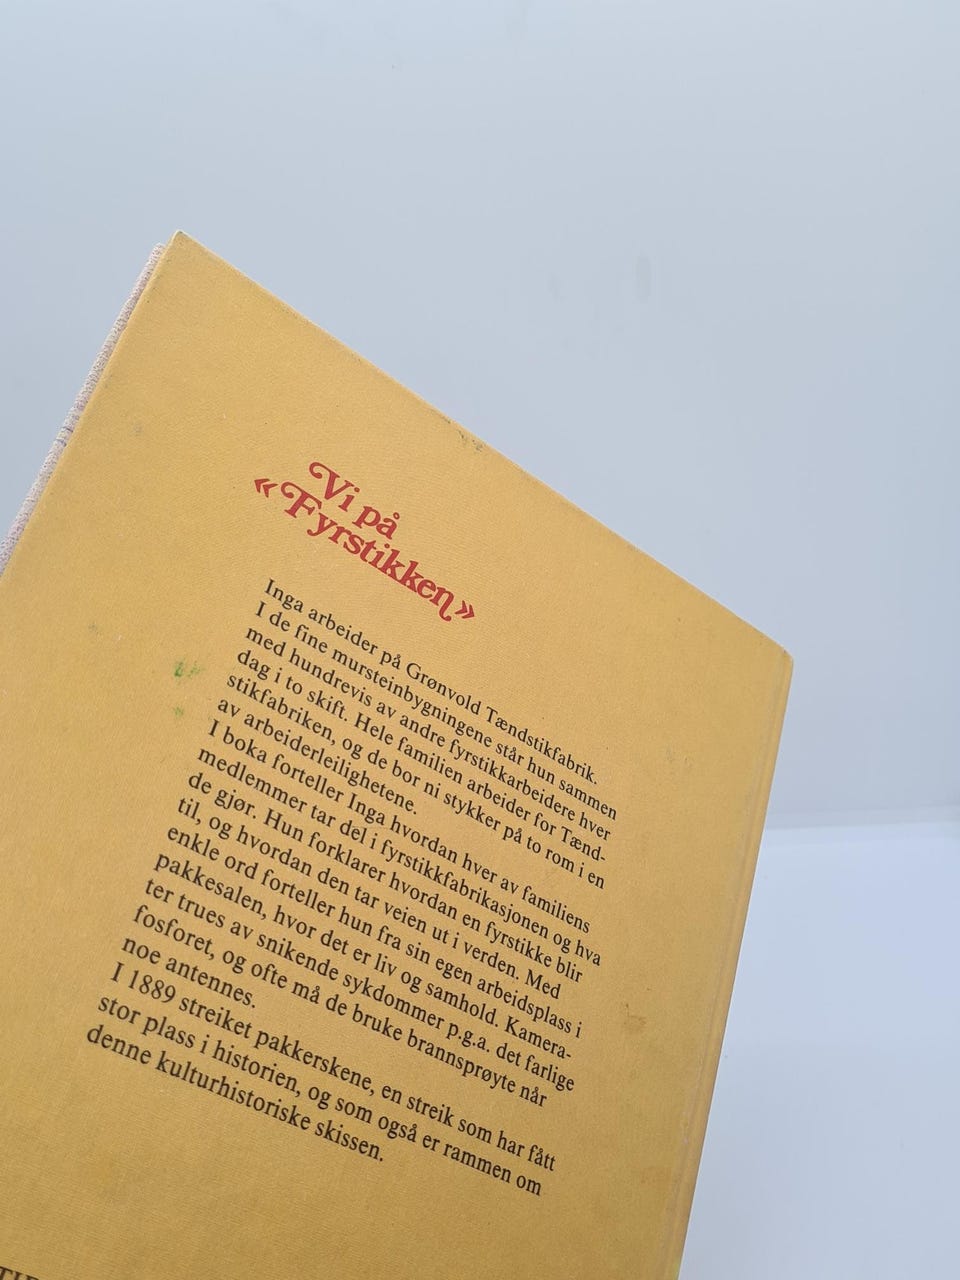 Vi på
«Fyrstikken»
Inga arbeider på Grønvold Tændstikfabrik.
I de fine mursteinbygningene står hun sammen
med hundrevis av andre fyrstikkarbeidere hver
dag i to skift. Hele familien arbeider for Tænd-
stikfabriken, og de bor ni stykker på to rom i en
av arbeiderleilighetene.
I boka forteller Inga hvordan hver av familiens
medlemmer tar del i fyrstikkfabrikasjonen og hva
de gjør. Hun forklarer hvordan en fyrstikk blir
til, og hvordan den tar veien ut i verden. Med
enkle ord forteller hun fra sin egen arbeidsplass i
pakkesalen, hvor det er liv og samhold. Kamera-
ter trues av snikende sykdommer p.g.a. det farlige
fosforet, og ofte må de bruke brannsprøyte når
noe antennes.
I 1889 streiket pakkerskene, en streik som har fått
stor plass i historien, og som også er rammen om
denne kulturhistoriske skissen.